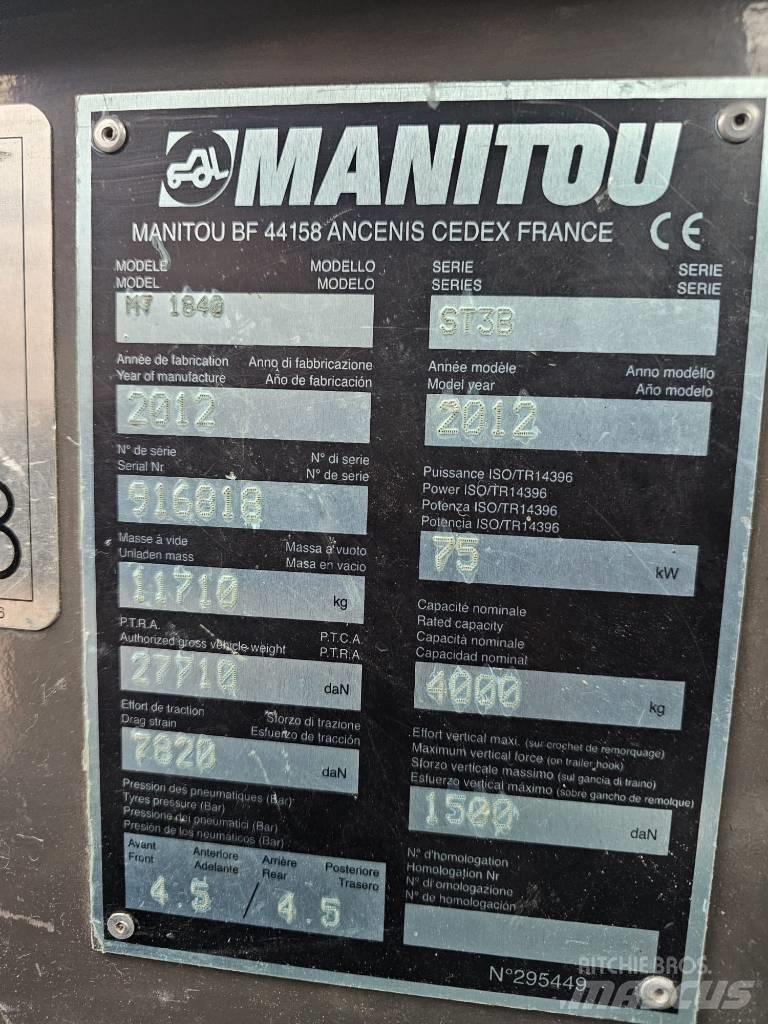 MANITOU
MANITOU BF 44158 ANCENIS CEDEX FRANCE CE
MODELE MODELLO
MODEL MODELO
1840
SERIE SERIE
SERIES SERIE
ST3B
Année de fabrication Anno di fabbricazione
Year of manufacture Año de fabricación
2012
Année modèle Anno modéllo
Model year Año modelo
2012
N° de série N° di serie
Serial Nr N° de serie
916818
Puissance ISO/TR14396
Power ISO/TR14396
Potenza ISO/TR14396
Potencia ISO/TR14396
75 kW
Masse à vide Massa a vuoto
Unladen mass Masa en vacio
11710 kg
Capacité nominale
Rated capacity
Capacità nominale
Capacidad nominal
4000 kg
P.T.R.A. P.T.C.A.
Authorized gross vehicle weight P.T.R.A
27710 daN
Effort de traction Sforzo di trazione
Drag strain Esfuerzo de tracción
7820 daN
Effort vertical maxi. (sur crochet de remorquage)
Maximum vertical force (on trailer hook)
Sforzo verticale massimo (sul gancia di traino)
Esfuerzo vertical máximo (sobre gancho de remolque)
1500 daN
Pression des pneumatiques (Bar)
Tyres pressure (Bar)
Pressione dei pneumatici (Bar)
Presión de los neumáticos (Bar)
Avant Anteriore Arrière Posteriore
Front Adelante Rear Trasero
4 5 / 4 5
N° d'homologation
Homologation Nr
N° di omologazione
N° de homologación
N°295449
RITCHIE BROS.
MASCUS